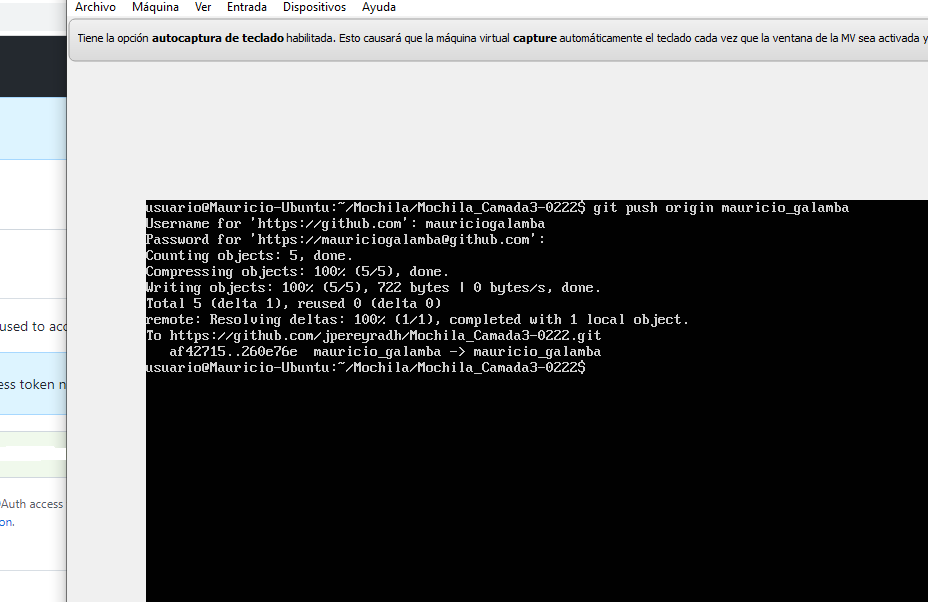 Archivo Máquina Ver Entrada Dispositivos Ayuda
Tiene la opción autocaptura de teclado habilitada. Esto causará que la máquina virtual capture automáticamente el teclado cada vez que la ventana de la MV sea activada y
usuario@Mauricio-Ubuntu:~/Mochila/Mochila_Camada3-0222$ git push origin mauricio_galamba
Username for 'https://github.com': mauriciogalamba
Password for 'https://mauriciogalamba@github.com':
Counting objects: 5, done.
Compressing objects: 100% (5/5), done.
Writing objects: 100% (5/5), 722 bytes | 0 bytes/s, done.
Total 5 (delta 1), reused 0 (delta 0)
remote: Resolving deltas: 100% (1/1), completed with 1 local object.
To https://github.com/jpereyradh/Mochila_Camada3-0222.git
af42715..260e76e mauricio_galamba -> mauricio_galamba
usuario@Mauricio-Ubuntu:~/Mochila/Mochila_Camada3-0222$
used to acc
ess token n
OAuth access
on.